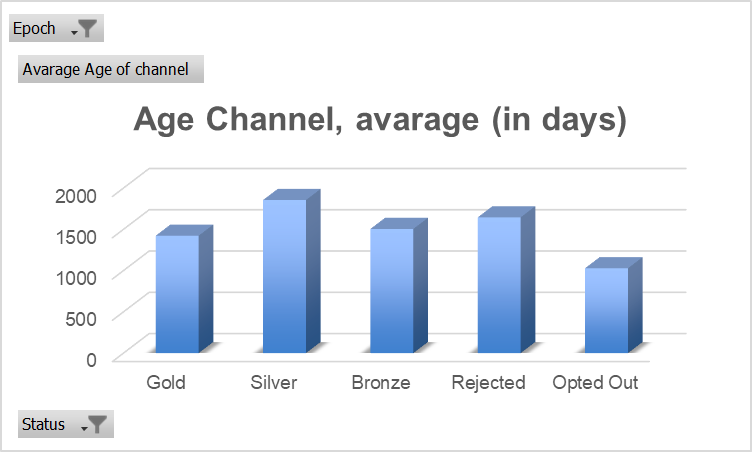 Epoch
Avarage Age of channel
Age Channel, avarage (in days)
2000
1500
1000
500
0
Gold Silver Bronze Rejected Opted Out
Status